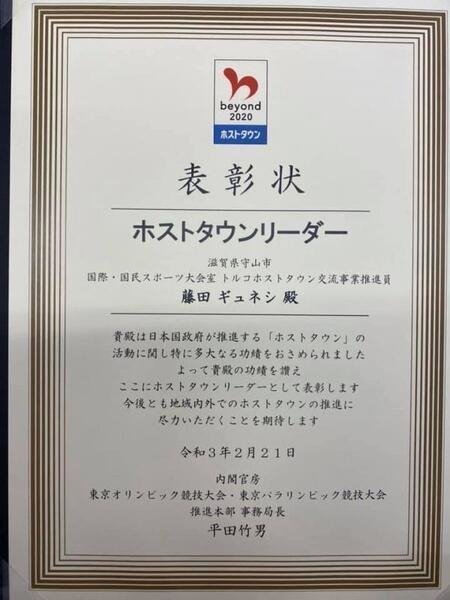 beyond
2020
ホストタウン
表彰状
ホストタウンリーダー
滋賀県守山市
国際・国民スポーツ大会室 トルコホストタウン交流事業推進員
藤田 ギュネシ 殿
貴殿は日本国政府が推進する「ホストタウン」の
活動に関し特に多大なる功績をおさめられました
よって貴殿の功績を讃え
ここにホストタウンリーダーとして表彰します
今後とも地域内外でのホストタウンの推進に
尽力いただくことを期待します
令和3年2月21日
内閣官房
東京オリンピック競技大会・東京パラリンピック競技大会
推進本部 事務局長
平田竹男